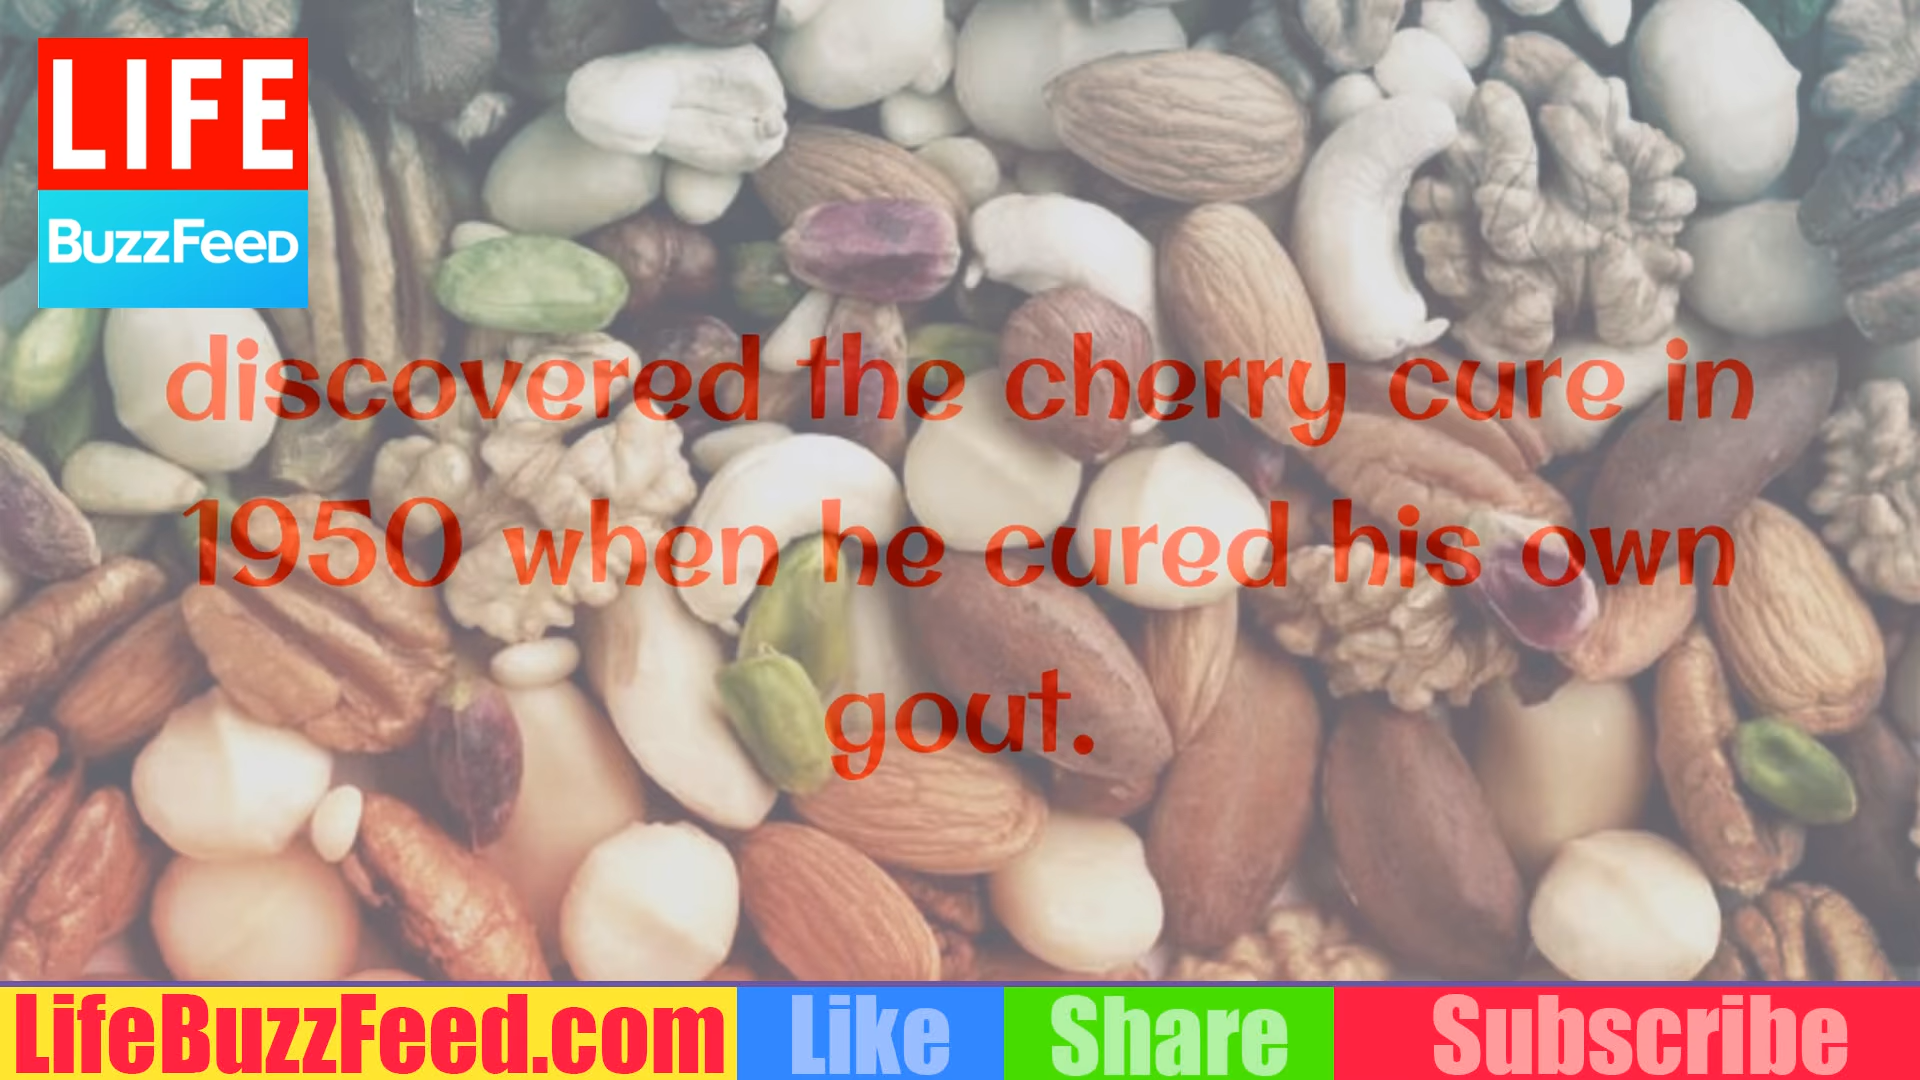 LIFE
BUZZFEED
discovered the cherry cure in
1950 when he cured his own
gout.
LifeBuzzFeed.com Like Share Subscribe